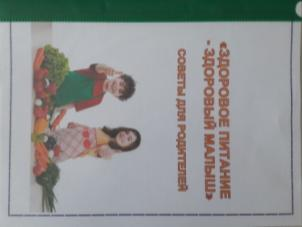 «ЗДОРОВОЕ ПИТАНИЕ
- ЗДОРОВЫЙ МАЛЫШ»
СОВЕТЫ ДЛЯ РОДИТЕЛЕЙ